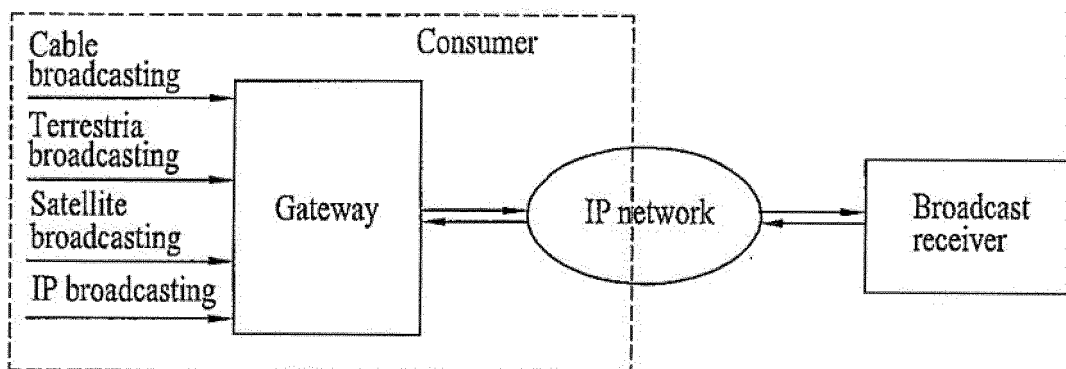 Cable
broadcasting
Consumer
Terrestria
broadcasting
Satellite
broadcasting
IP broadcasting
Gateway
IP network
Broadcast
receiver